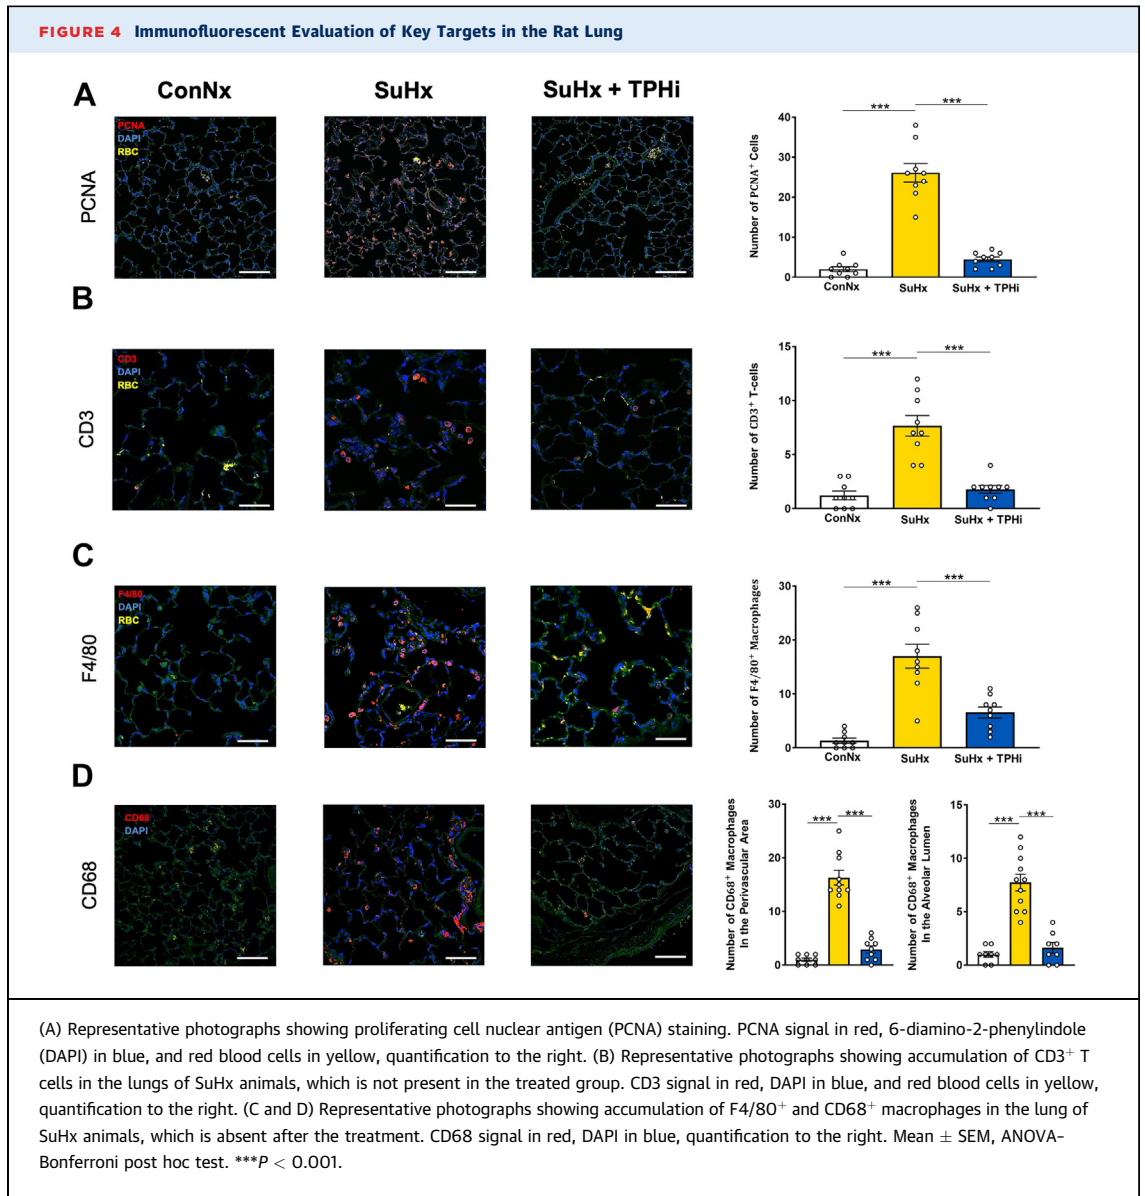 FIGURE 4 Immunofluorescent Evaluation of Key Targets in the Rat Lung
A
ConNx
SuHx
SuHx + TPHi
PCNA
PCNA
DAPI
RBC
Number of PCNA⁺ Cells
40
30
20
10
0
***
***
ConNx
SuHx
SuHx + TPHi
B
CD3
CD3
DAPI
RBC
Number of CD3⁺ T-cells
15
10
5
0
***
***
ConNx
SuHx
SuHx + TPHi
C
F4/80
F4/80
DAPI
RBC
Number of F4/80⁺ Macrophages
30
20
10
0
***
***
ConNx
SuHx
SuHx + TPHi
D
CD68
CD68
DAPI
Number of CD68⁺ Macrophages
In the Perivascular Area
30
20
10
0
***
***
Number of CD68⁺ Macrophages
In the Alveolar Lumen
15
10
5
0
***
***
(A) Representative photographs showing proliferating cell nuclear antigen (PCNA) staining. PCNA signal in red, 6-diamino-2-phenylindole
(DAPI) in blue, and red blood cells in yellow, quantification to the right. (B) Representative photographs showing accumulation of CD3⁺ T
cells in the lungs of SuHx animals, which is not present in the treated group. CD3 signal in red, DAPI in blue, and red blood cells in yellow,
quantification to the right. (C and D) Representative photographs showing accumulation of F4/80⁺ and CD68⁺ macrophages in the lung of
SuHx animals, which is absent after the treatment. CD68 signal in red, DAPI in blue, quantification to the right. Mean ± SEM, ANOVA-
Bonferroni post hoc test. ***P < 0.001.